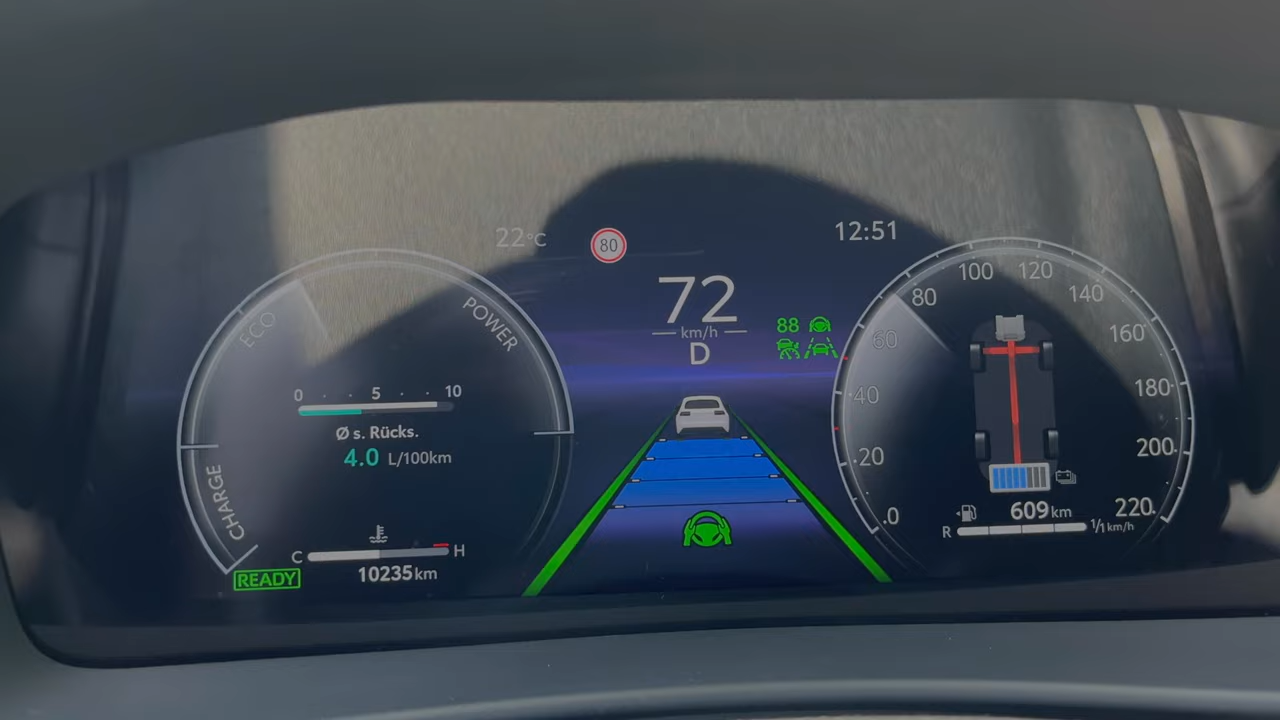 22°C
80
12:51
72
km/h
D
88
ECO
POWER
CHARGE
0 5 10
Ø s. Rücks.
4.0 L/100km
C H
10235km
READY
0
20
40
60
80
100
120
140
160
180
200
220
609km
R 1/1 km/h